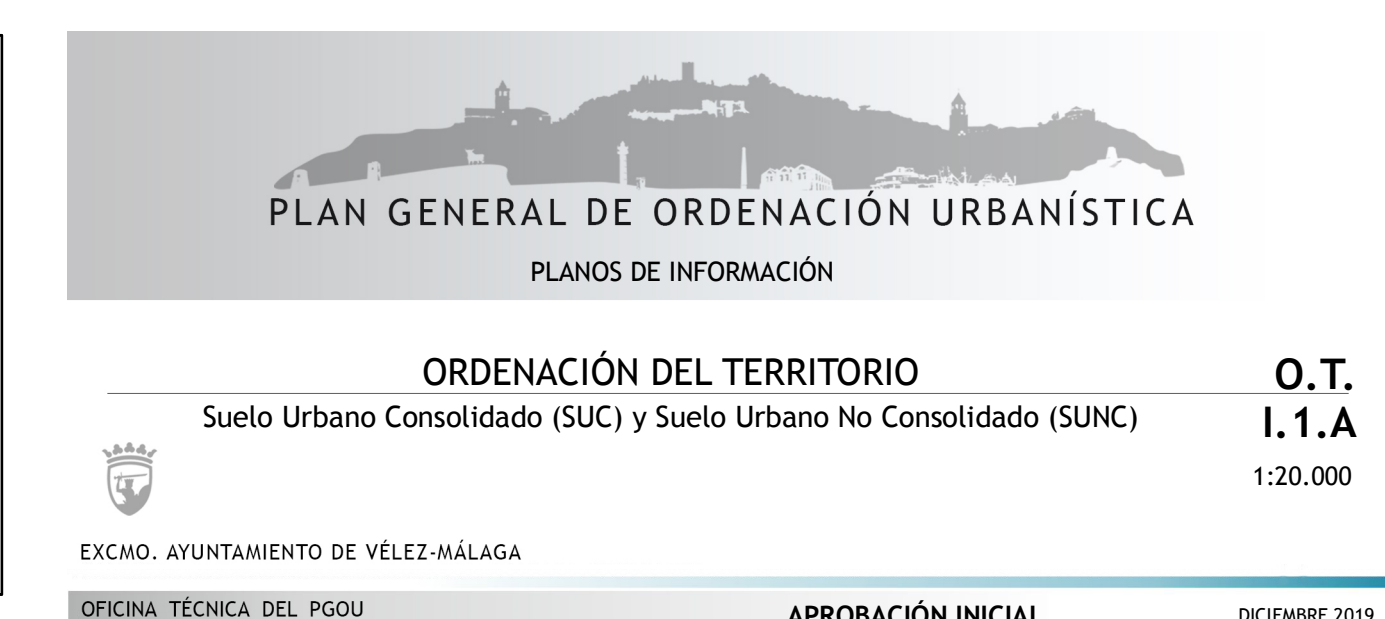 PLAN GENERAL DE ORDENACIÓN URBANÍSTICA
PLANOS DE INFORMACIÓN
ORDENACIÓN DEL TERRITORIO
O.T.
Suelo Urbano Consolidado (SUC) y Suelo Urbano No Consolidado (SUNC)
I.1.A
1:20.000
EXCMO. AYUNTAMIENTO DE VÉLEZ-MÁLAGA
OFICINA TÉCNICA DEL PGOU
APROBACIÓN INICIAL
DICIEMBRE 2019